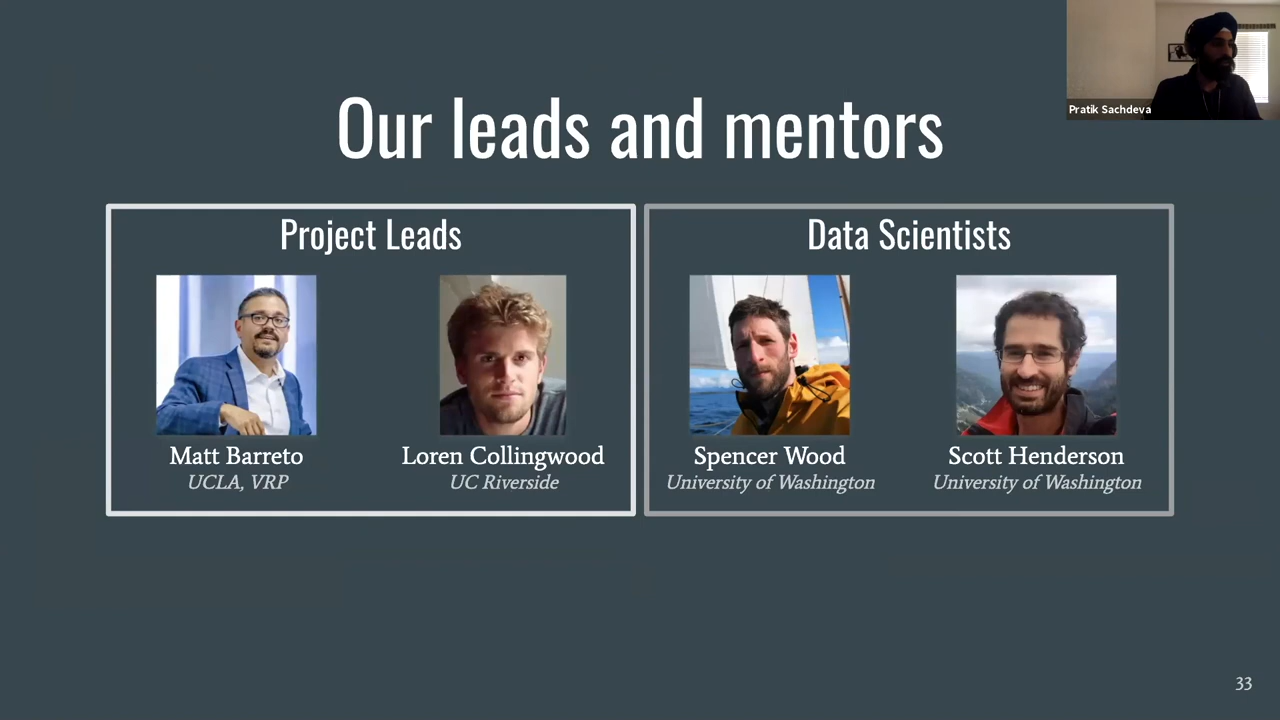 Pratik Sachdeva
Our leads and mentors
Project Leads
Matt Barreto
UCLA, VRP
Loren Collingwood
UC Riverside
Data Scientists
Spencer Wood
University of Washington
Scott Henderson
University of Washington
33